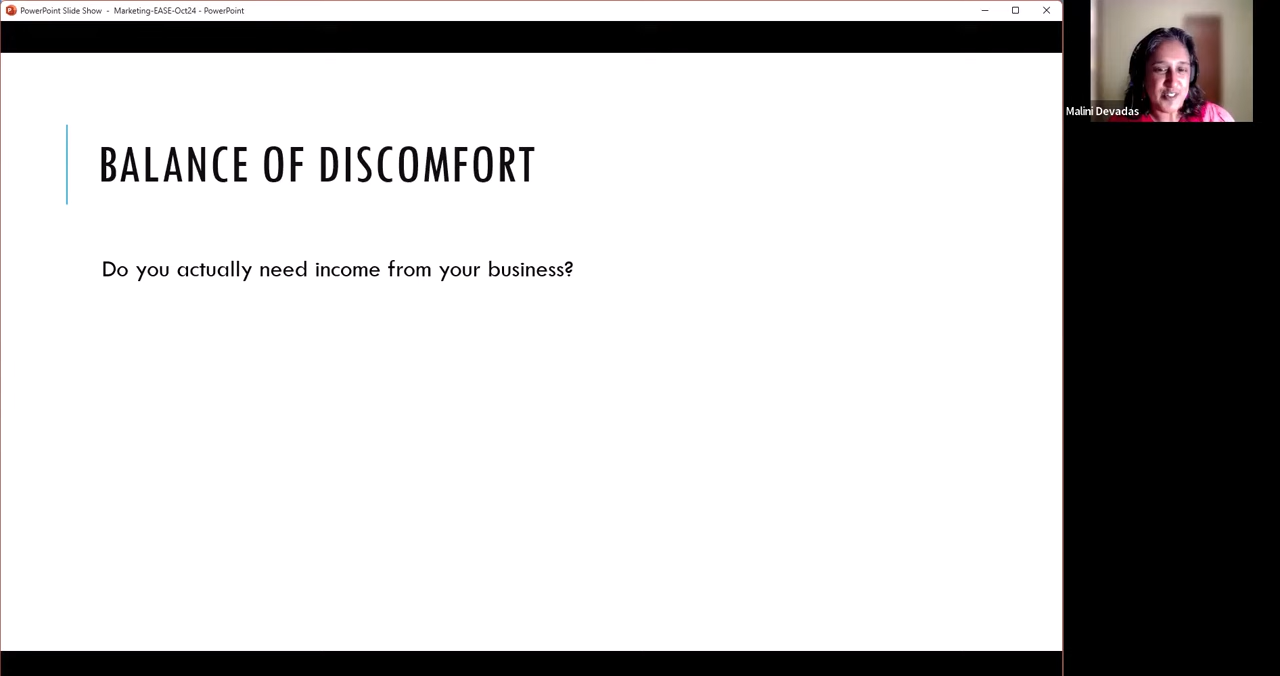 PowerPoint Slide Show - Marketing-EASE-Oct24 - PowerPoint
Malini Devadas
BALANCE OF DISCOMFORT
Do you actually need income from your business?